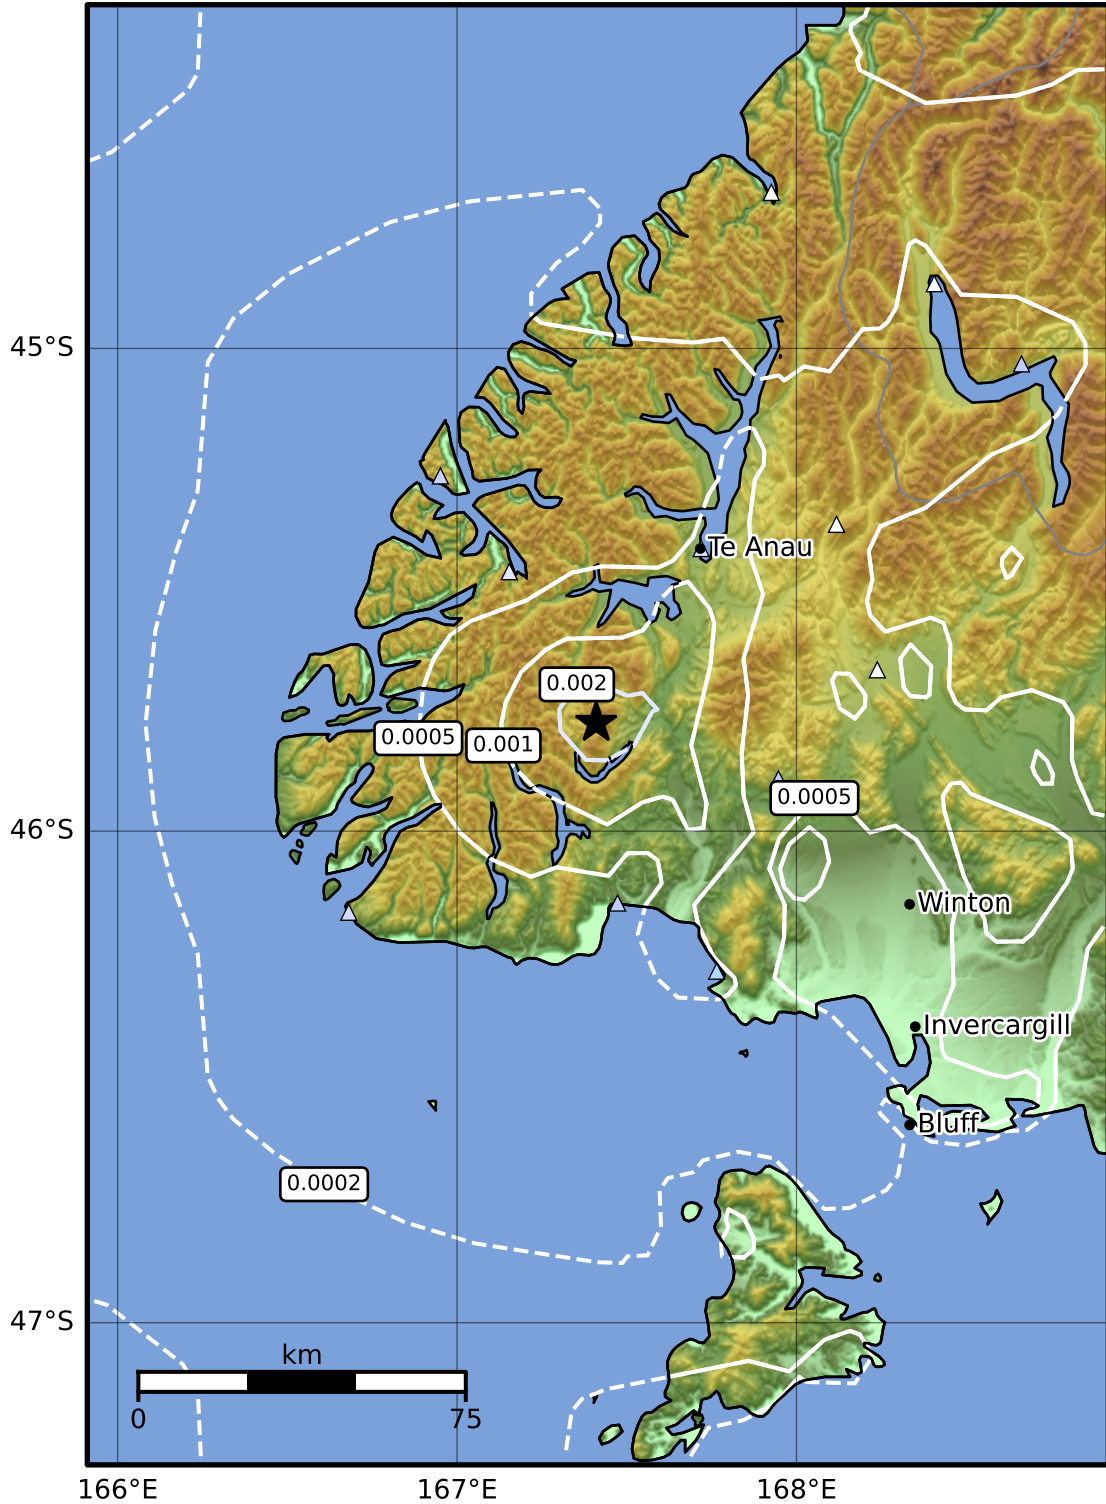 45°S
Te Anau
0.002
0.0005
0.001
0.0005
46°S
Winton
Invercargill
Bluff
0.0002
47°S
km
0 75
166°E 167°E 168°E